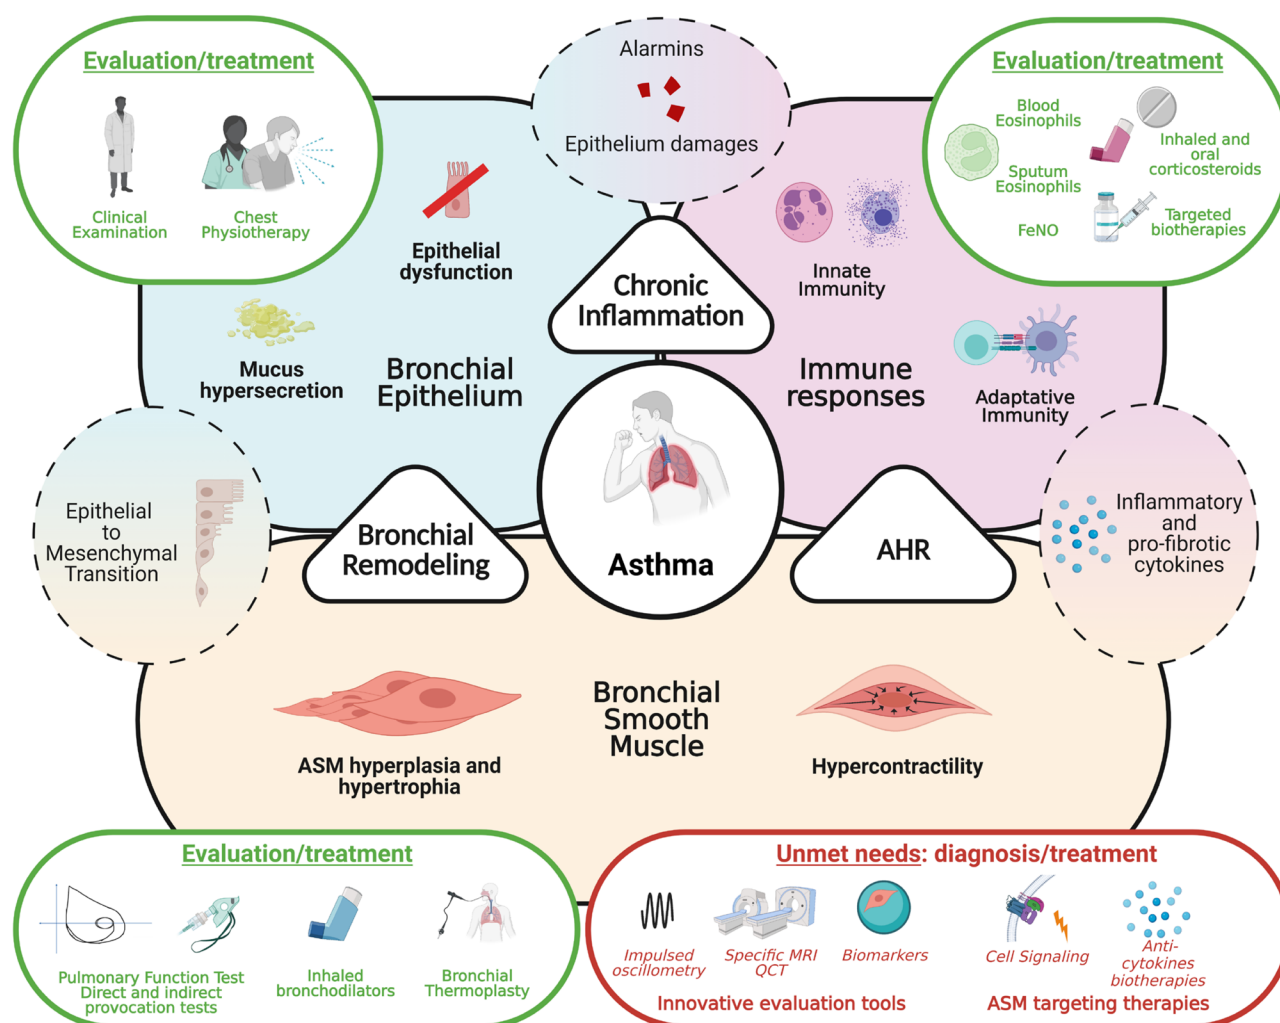 Evaluation/treatment
Clinical
Examination
Chest
Physiotherapy
Alarmins
Epithelium damages
Evaluation/treatment
Blood
Eosinophils
Sputum
Eosinophils
FeNO
Inhaled and
oral
corticosteroids
Targeted
biotherapies
Epithelial
dysfunction
Mucus
hypersecretion
Bronchial
Epithelium
Chronic
Inflammation
Innate
Immunity
Immune
responses
Adaptative
Immunity
Epithelial
to
Mesenchymal
Transition
Bronchial
Remodeling
Asthma
AHR
Inflammatory
and
pro-fibrotic
cytokines
ASM hyperplasia and
hypertrophia
Bronchial
Smooth
Muscle
Hypercontractility
Evaluation/treatment
Pulmonary Function Test
Direct and indirect
provocation tests
Inhaled
bronchodilators
Bronchial
Thermoplasty
Unmet needs: diagnosis/treatment
Impulsed
oscillometry
Specific MRI
QCT
Biomarkers
Innovative evaluation tools
Cell Signaling
Anti-
cytokines
biotherapies
ASM targeting therapies